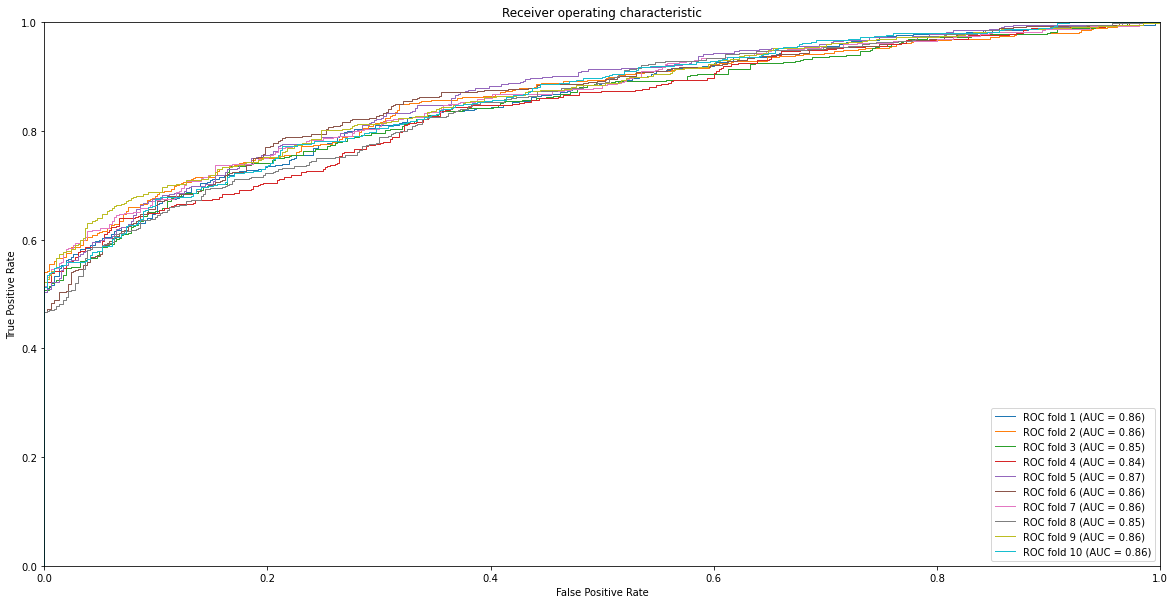 Receiver operating characteristic
1.0
0.8
0.6
0.4
0.2
0.0
True Positive Rate
ROC fold 1 (AUC = 0.86)
ROC fold 2 (AUC = 0.86)
ROC fold 3 (AUC = 0.85)
ROC fold 4 (AUC = 0.84)
ROC fold 5 (AUC = 0.87)
ROC fold 6 (AUC = 0.86)
ROC fold 7 (AUC = 0.86)
ROC fold 8 (AUC = 0.85)
ROC fold 9 (AUC = 0.86)
ROC fold 10 (AUC = 0.86)
0.0 0.2 0.4 0.6 0.8 1.0
False Positive Rate